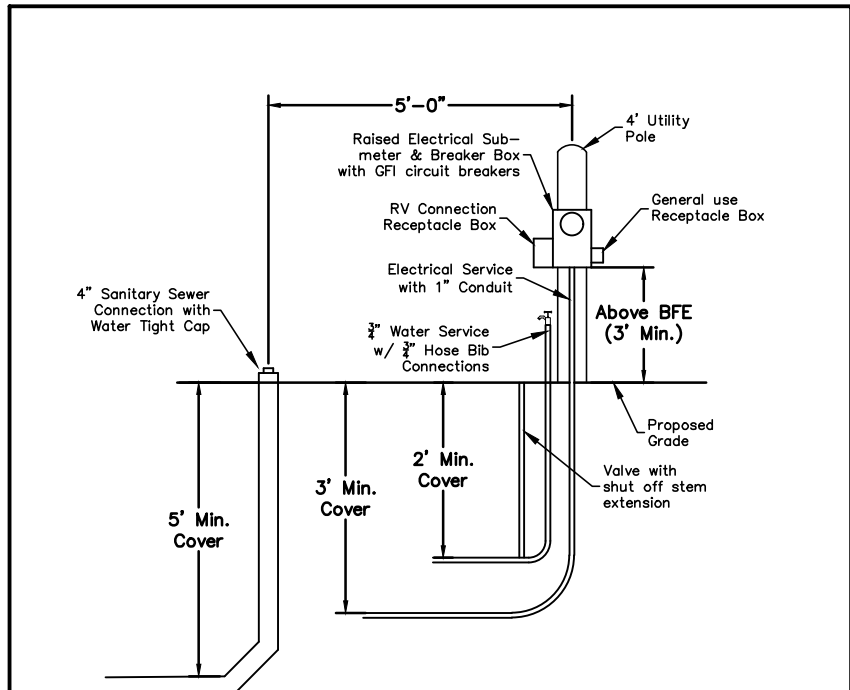 5'-0"
4' Utility
Pole
Raised Electrical Sub-
meter & Breaker Box
with GFI circuit breakers
General use
Receptacle Box
RV Connection
Receptacle Box
Electrical Service
with 1" Conduit
4" Sanitary Sewer
Connection with
Water Tight Cap
Above BFE
(3' Min.)
3/4" Water Service
w/ 3/4" Hose Bib
Connections
Proposed
Grade
2' Min.
Cover
Valve with
shut off stem
extension
3' Min.
Cover
5' Min.
Cover